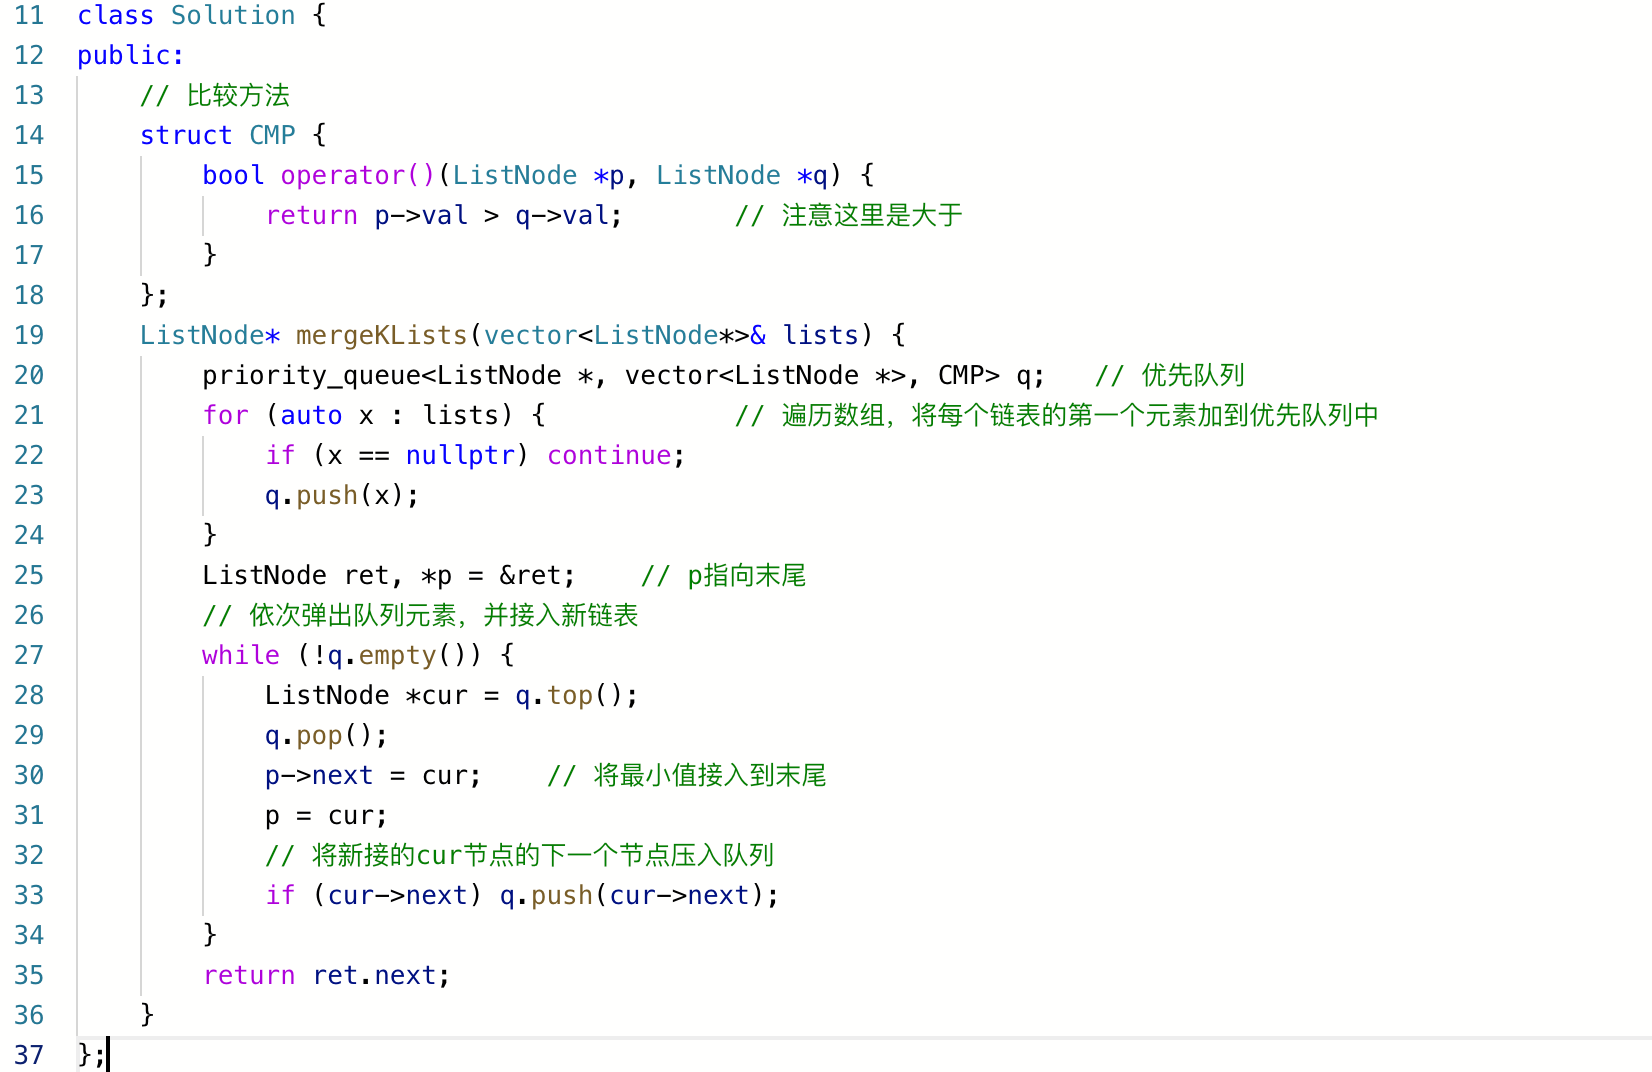 11 class Solution {
12 public:
13     // 比较方法
14     struct CMP {
15         bool operator()(ListNode *p, ListNode *q) {
16             return p->val > q->val;       // 注意这里是大于
17         }
18     };
19     ListNode* mergeKLists(vector<ListNode*>& lists) {
20         priority_queue<ListNode *, vector<ListNode *>, CMP> q;   // 优先队列
21         for (auto x : lists) {            // 遍历数组，将每个链表的第一个元素加到优先队列中
22             if (x == nullptr) continue;
23             q.push(x);
24         }
25         ListNode ret, *p = &ret;    // p指向末尾
26         // 依次弹出队列元素，并接入新链表
27         while (!q.empty()) {
28             ListNode *cur = q.top();
29             q.pop();
30             p->next = cur;    // 将最小值接入到末尾
31             p = cur;
32             // 将新接的cur节点的下一个节点压入队列
33             if (cur->next) q.push(cur->next);
34         }
35         return ret.next;
36     }
37 };